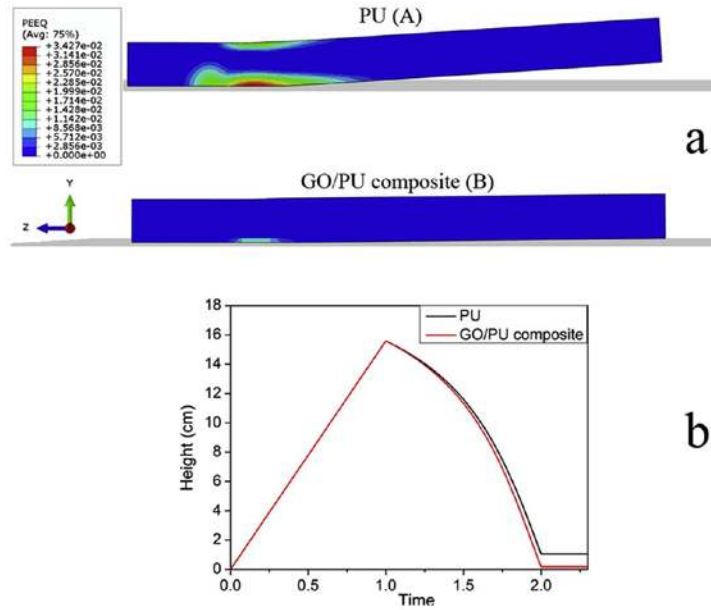 PU (A)
PEEQ
(Avg: 75%)
+3.427e-02
+3.141e-02
+2.856e-02
+2.570e-02
+2.285e-02
+1.999e-02
+1.714e-02
+1.428e-02
+1.142e-02
+8.568e-03
+5.712e-03
+2.856e-03
+0.000e+00
a
GO/PU composite (B)
Y
Z
18
16
14
12
10
8
6
4
2
0
Height (cm)
PU
GO/PU composite
b
0.0
0.5
1.0
1.5
2.0
Time